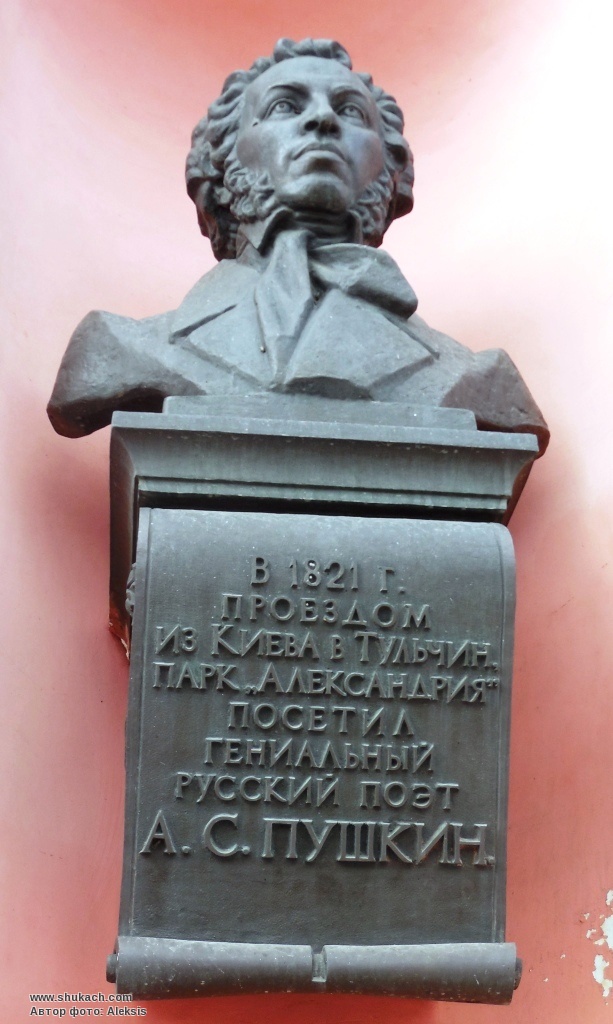 В 1821 г.
ПРОЕЗДОМ
ИЗ КИЕВА В ТУЛЬЧИН.
ПАРК „АЛЕКСАНДРИЯ“
ПОСЕТИЛ
ГЕНИАЛЬНЫЙ
РУССКИЙ ПОЭТ
А. С. ПУШКИН.
www.shukach.com
Автор фото: Aleksis